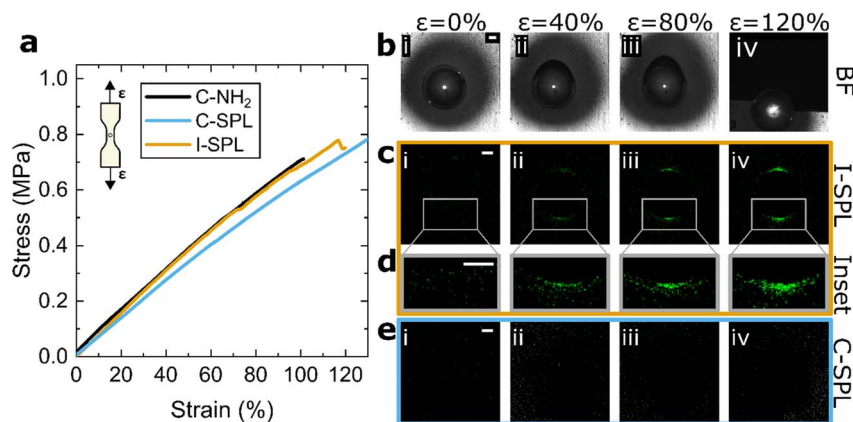 a
1.0
0.8
0.6
0.4
0.2
0.0
0
20
40
60
80
100
120
Stress (MPa)
Strain (%)
ε
ε
C-NH₂
C-SPL
I-SPL
ε=0%
ε=40%
ε=80%
ε=120%
b
i
ii
iii
iv
BF
c
i
ii
iii
iv
I-SPL
d
Inset
e
i
ii
iii
iv
C-SPL